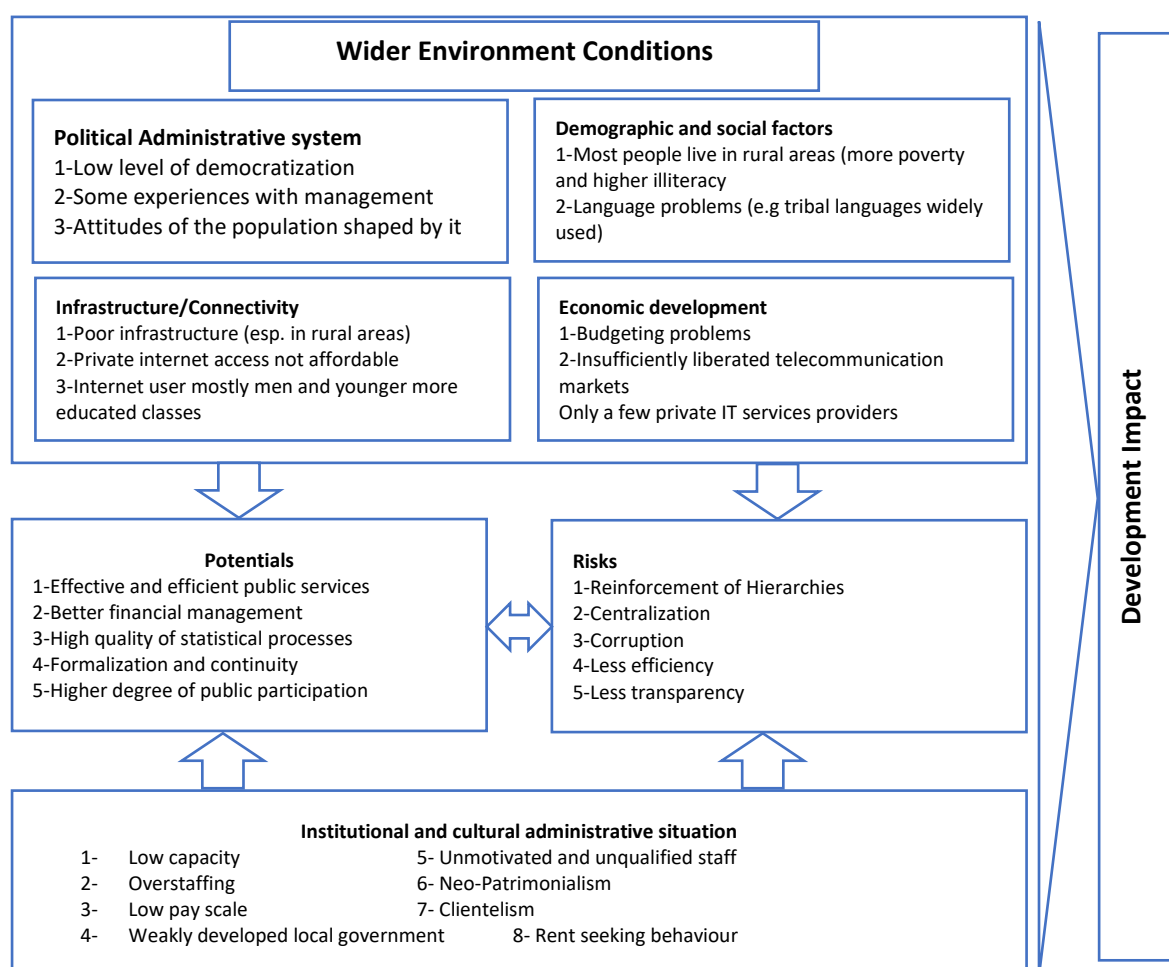 Wider Environment Conditions
Political Administrative system
1-Low level of democratization
2-Some experiences with management
3-Attitudes of the population shaped by it
Demographic and social factors
1-Most people live in rural areas (more poverty
and higher illiteracy
2-Language problems (e.g tribal languages widely
used)
Infrastructure/Connectivity
1-Poor infrastructure (esp. in rural areas)
2-Private internet access not affordable
3-Internet user mostly men and younger more
educated classes
Economic development
1-Budgeting problems
2-Insufficiently liberated telecommunication
markets
Only a few private IT services providers
Potentials
1-Effective and efficient public services
2-Better financial management
3-High quality of statistical processes
4-Formalization and continuity
5-Higher degree of public participation
Risks
1-Reinforcement of Hierarchies
2-Centralization
3-Corruption
4-Less efficiency
5-Less transparency
Institutional and cultural administrative situation
1- Low capacity 5- Unmotivated and unqualified staff
2- Overstaffing 6- Neo-Patrimonialism
3- Low pay scale 7- Clientelism
4- Weakly developed local government 8- Rent seeking behaviour
Development Impact